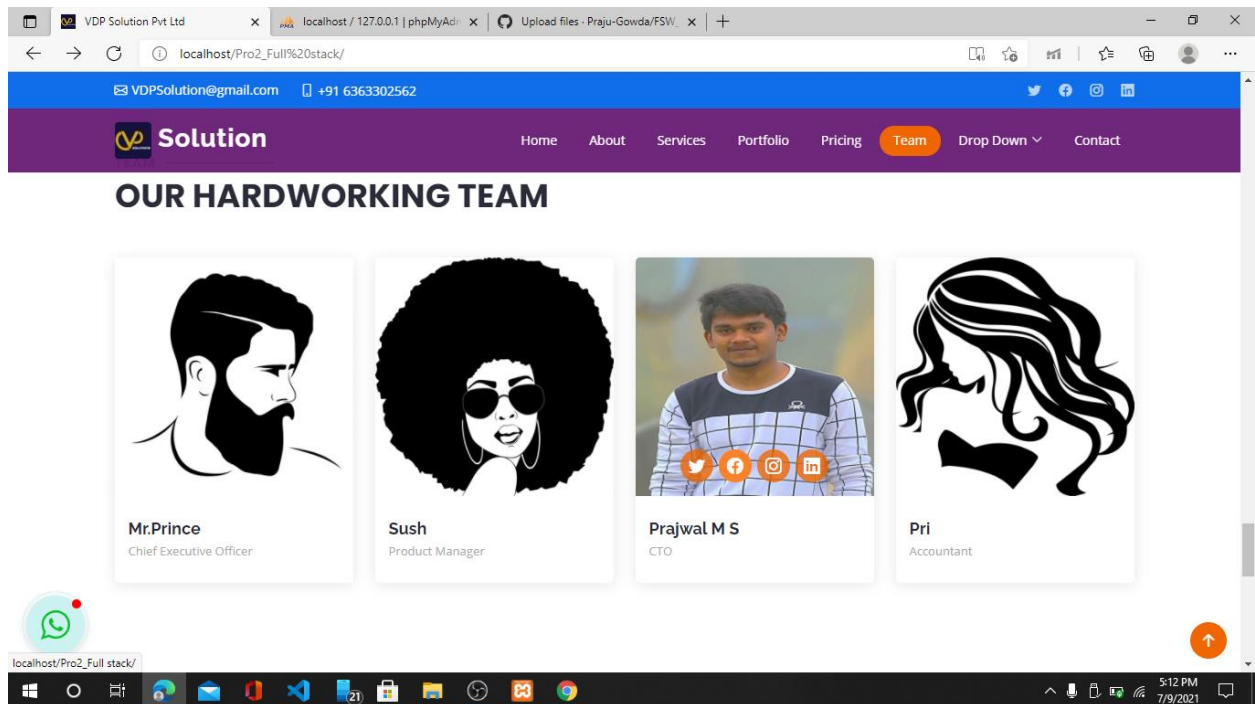 VDP Solution Pvt Ltd
localhost / 127.0.0.1 | phpMyAdn
Upload files · Praju-Gowda/FSW_
localhost/Pro2_Full%20stack/
VDPSolution@gmail.com +91 6363302562
Solution
Home About Services Portfolio Pricing Team Drop Down Contact
OUR HARDWORKING TEAM
Mr.Prince
Chief Executive Officer
Sush
Product Manager
Prajwal M S
CTO
Pri
Accountant
localhost/Pro2_Full stack/
21
5:12 PM
7/9/2021